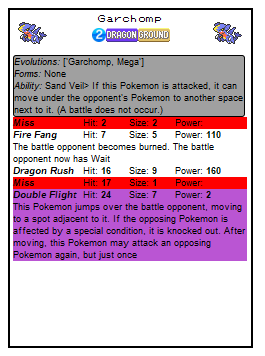 Garchomp
2 DRAGON GROUND
Evolutions: ['Garchomp, Mega']
Forms: None
Ability: Sand Veil> If this Pokemon is attacked, it can
move under the opponent's Pokemon to another space
next to it. (A battle does not occur.)
Miss Hit: 2 Size: 2 Power:
Fire Fang Hit: 7 Size: 5 Power: 110
The battle opponent becomes burned. The battle
opponent now has Wait
Dragon Rush Hit: 16 Size: 9 Power: 160
Miss Hit: 17 Size: 1 Power:
Double Flight Hit: 24 Size: 7 Power: 2
This Pokemon jumps over the battle opponent, moving
to a spot adjacent to it. If the opposing Pokemon is
affected by a special condition, it is knocked out. After
moving, this Pokemon may attack an opposing
Pokemon again, but just once